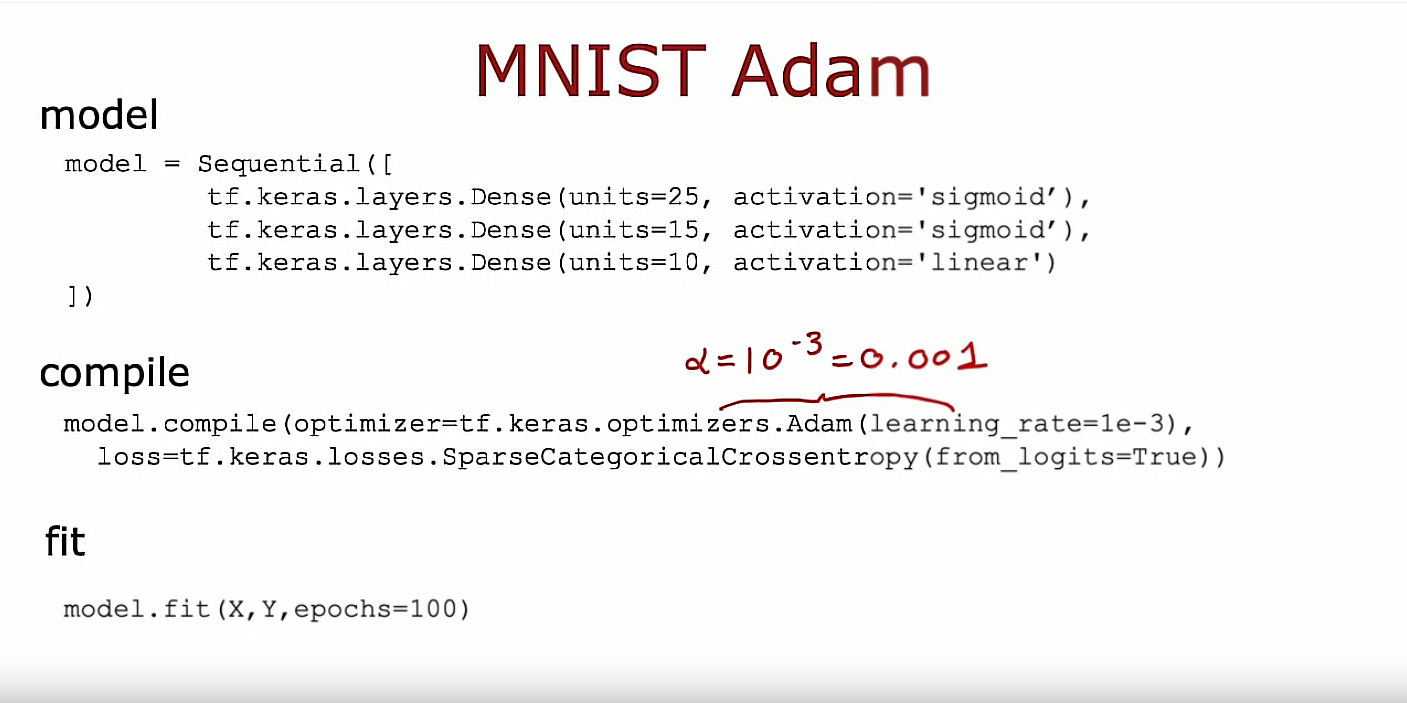 MNIST Adam
model
model = Sequential([
tf.keras.layers.Dense(units=25, activation='sigmoid’),
tf.keras.layers.Dense(units=15, activation='sigmoid’),
tf.keras.layers.Dense(units=10, activation='linear')
])
α=10⁻³=0.001
compile
model.compile(optimizer=tf.keras.optimizers.Adam(learning_rate=1e-3),
loss=tf.keras.losses.SparseCategoricalCrossentropy(from_logits=True))
fit
model.fit(X,Y,epochs=100)